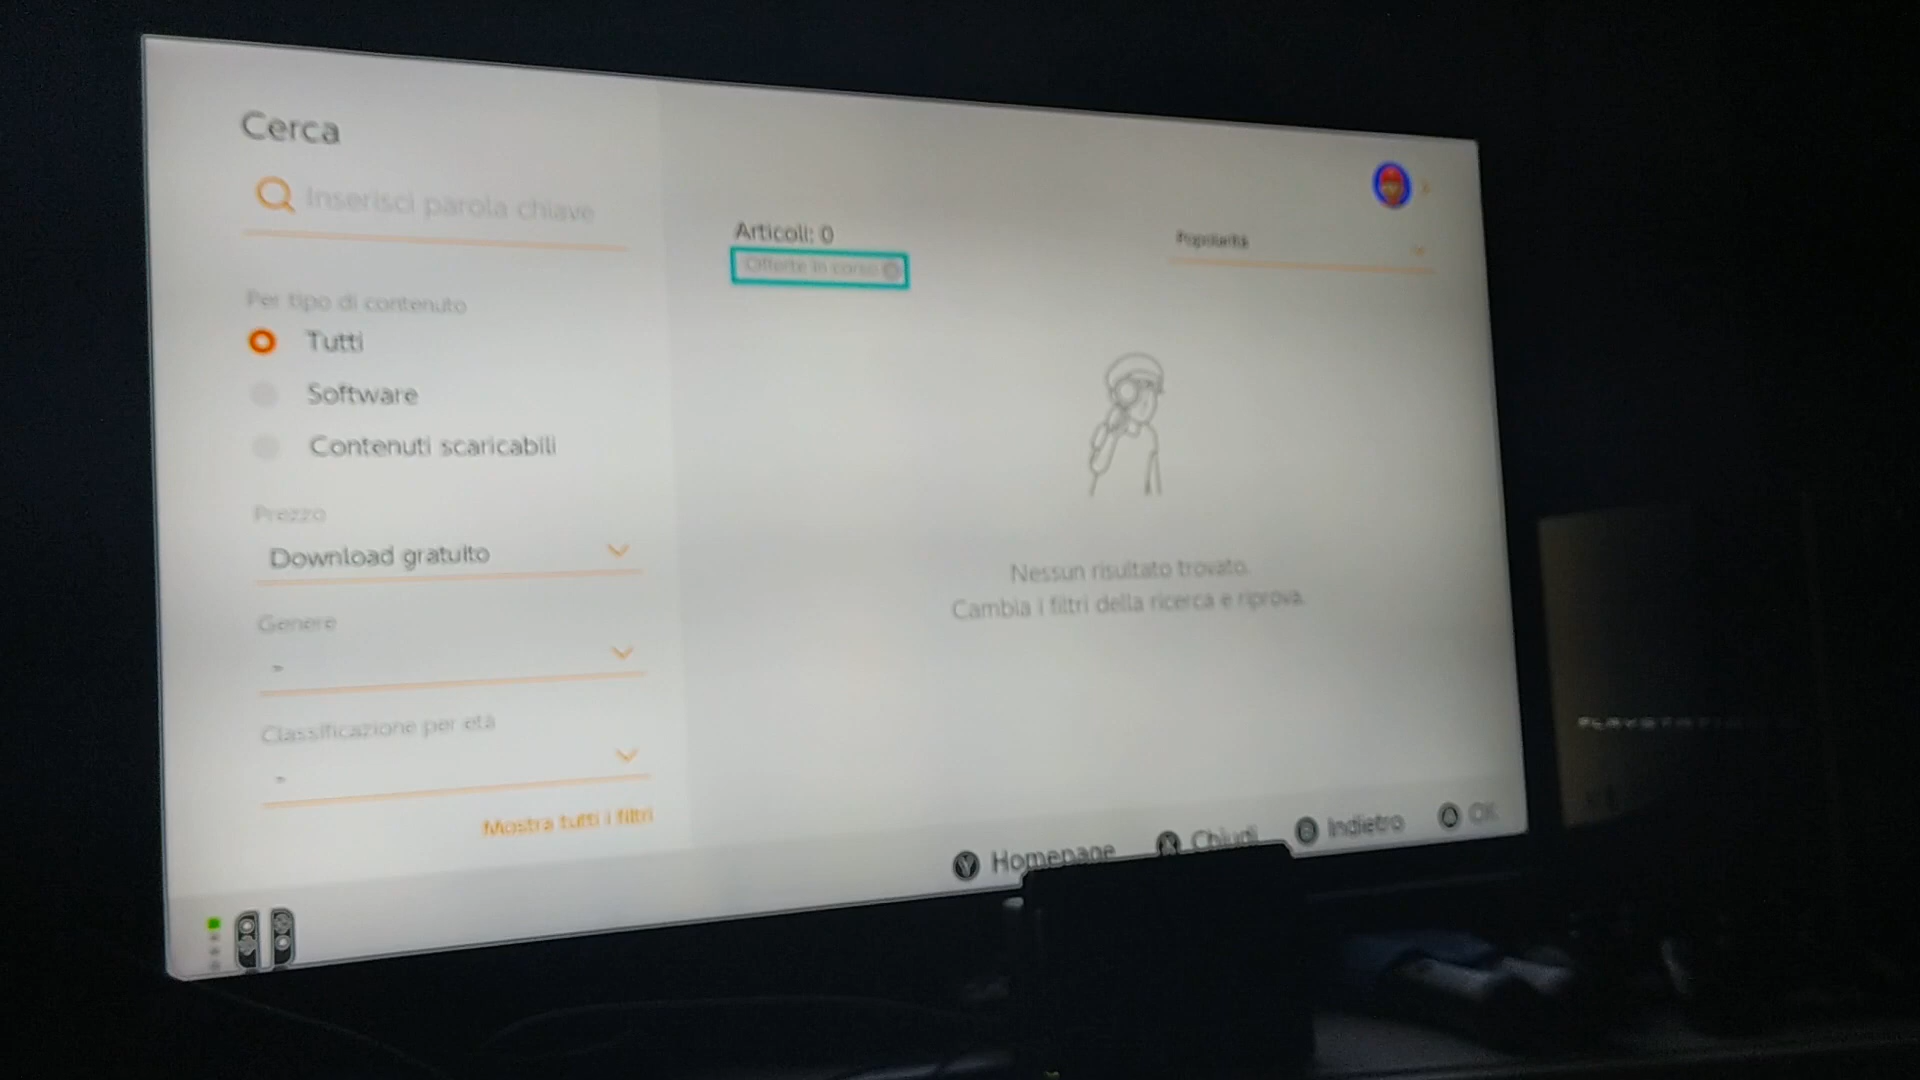 Cerca
Inserisci parola chiave
Articoli: 0
Popolarità
Offerte in corso
Per tipo di contenuto
Tutti
Software
Contenuti scaricabili
Prezzo
Download gratuito
Genere
-
Classificazione per età
-
Mostra tutti i filtri
Nessun risultato trovato.
Cambia i filtri della ricerca e riprova.
Y Homepage
X Chiudi
B Indietro
A OK